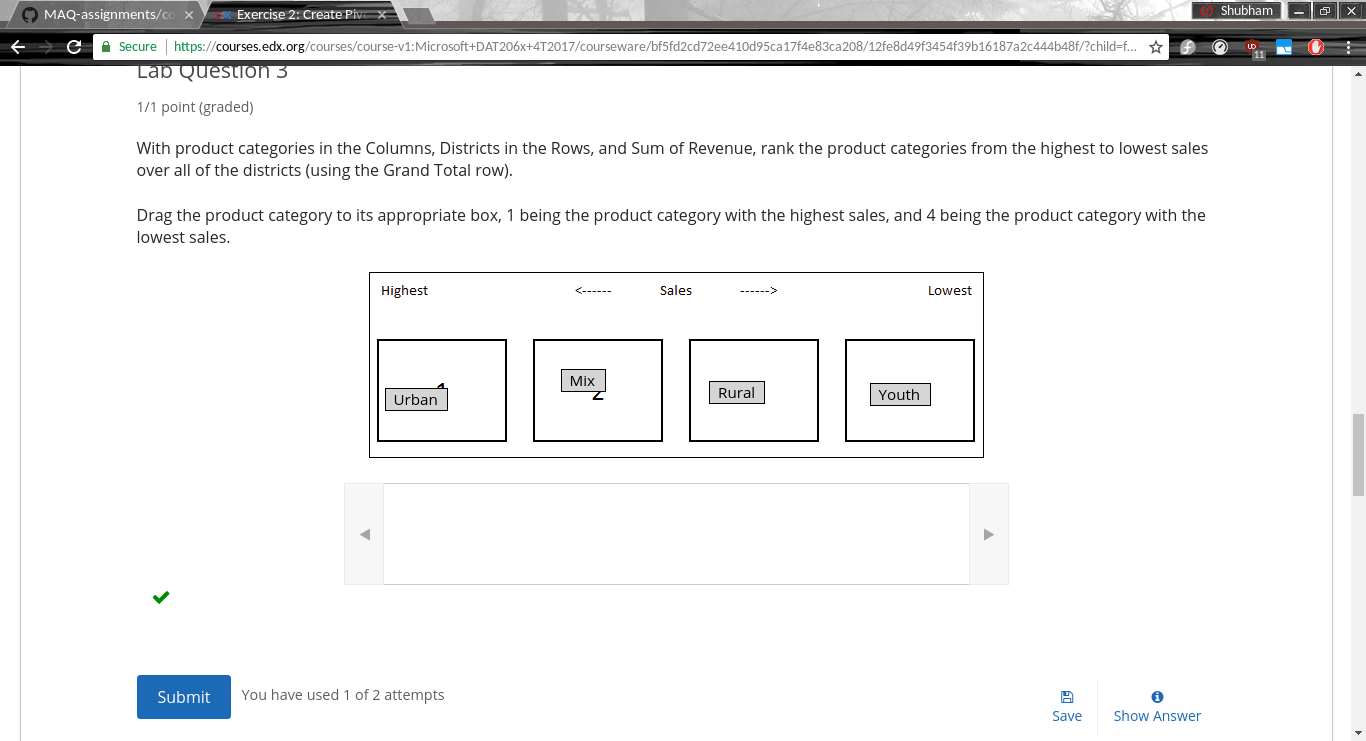 MAQ-assignments/co
Exercise 2: Create Piv
Shubham
Secure
https://courses.edx.org/courses/course-v1:Microsoft+DAT206x+4T2017/courseware/bf5fd2cd72ee410d95ca17f4e83ca208/12fe8d49f3454f39b16187a2c444b48f/?child=f...
11
Lab Question 3
1/1 point (graded)
With product categories in the Columns, Districts in the Rows, and Sum of Revenue, rank the product categories from the highest to lowest sales
over all of the districts (using the Grand Total row).
Drag the product category to its appropriate box, 1 being the product category with the highest sales, and 4 being the product category with the
lowest sales.
Highest <------ Sales ------> Lowest
1
Urban
Mix
2
Rural
Youth
Submit
You have used 1 of 2 attempts
Save
Show Answer